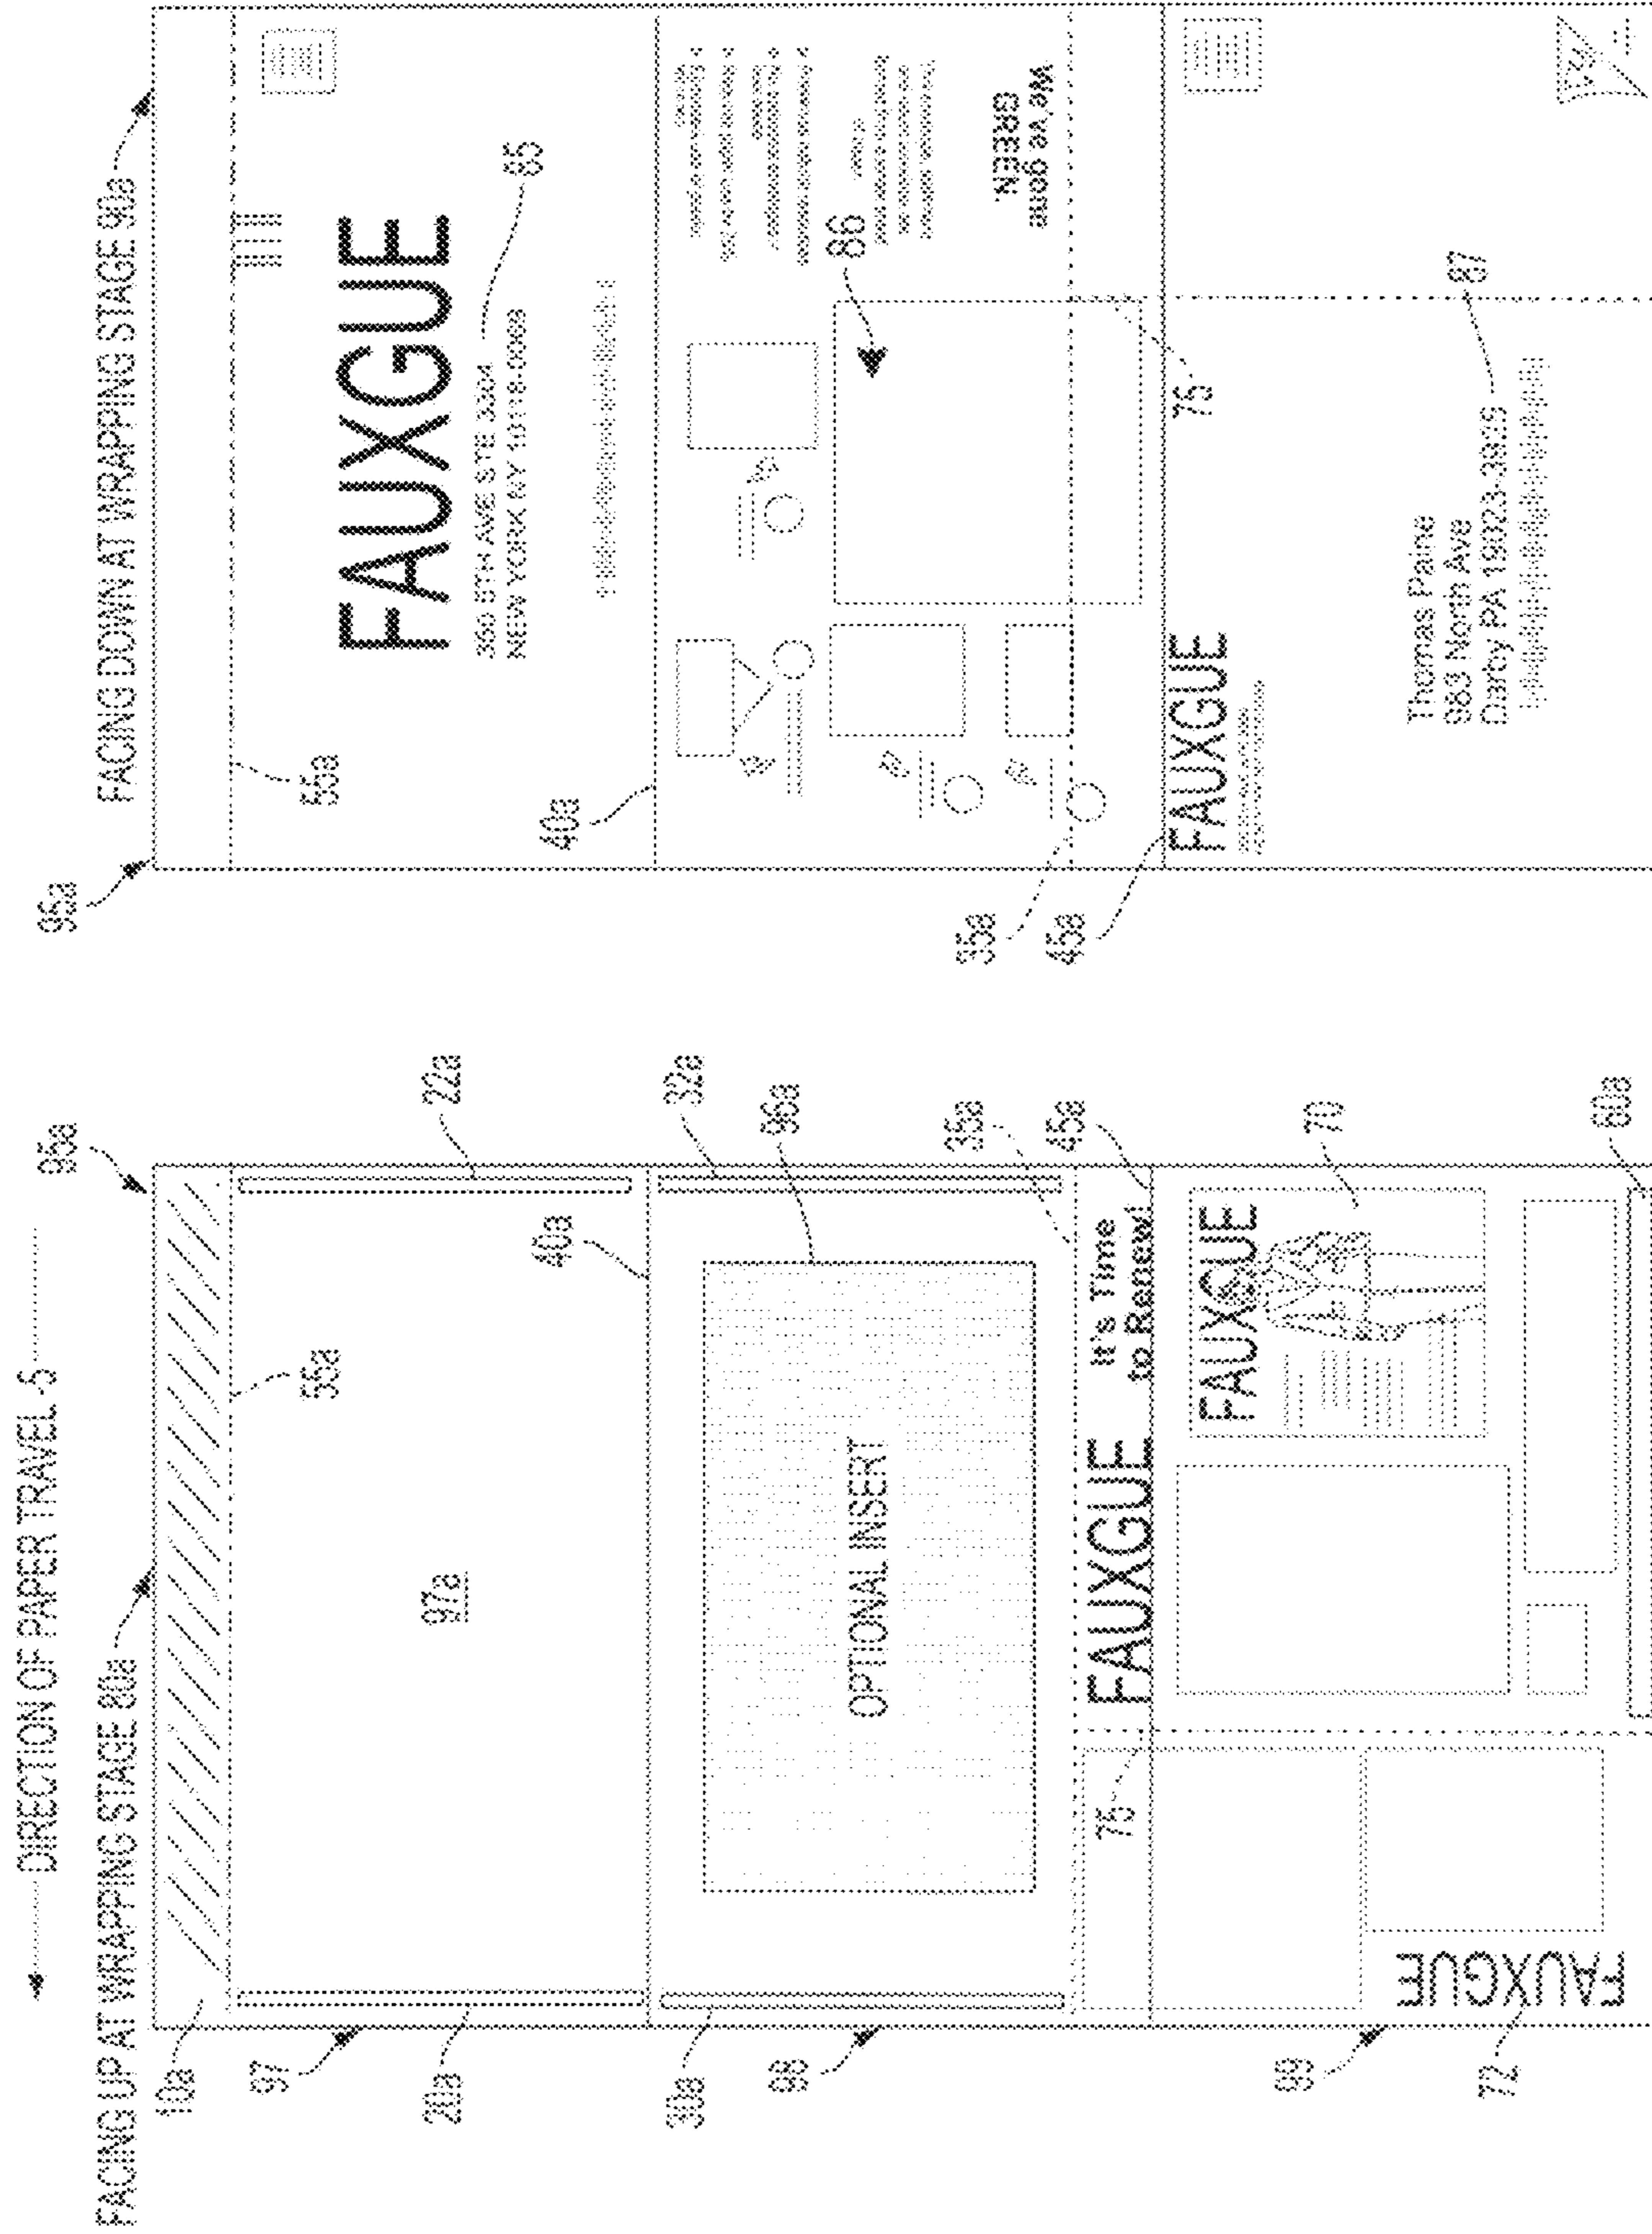 DIRECTION OF PAPER TRAVEL -5
FACING UP AT WRAPPING STAGE 80a
95a
10a
97
20a
55a
97a
22a
40a
30a
98
32a
96a
OPTIONAL INSERT
35a
45a
FAUXGUE
It's Time
to Renew!
75
FAUXGUE
70
99
72
FAUXGUE
60a
FACING DOWN AT WRAPPING STAGE 90a
95a
55a
FAUXGUE
350 5TH AVE STE 3304
NEW YORK NY 10118-0069
85
40a
86
We've gone
GREEN.
35a
45a
75
FAUXGUE
Thomas Paine
983 North Ave
Darby PA 19023-3975
87